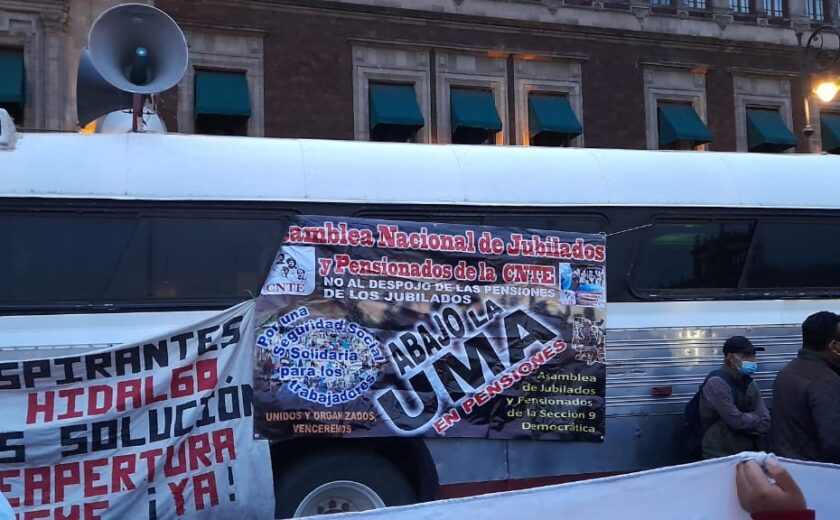 Asamblea Nacional de Jubilados
y Pensionados de la CNTE
CNTE
NO AL DESPOJO DE LAS PENSIONES
DE LOS JUBILADOS
Por una
Seguridad Social
y Solidaria
para los
trabajadores
ABAJO LA
UMA
EN PENSIONES
UNIDOS Y ORGANIZADOS,
VENCEREMOS
Asamblea
de Jubilados
y Pensionados
de la Sección 9
Democrática
SPIRANTES
HIDALGO
S SOLUCIÓN
EAPERTURA
¡YA!